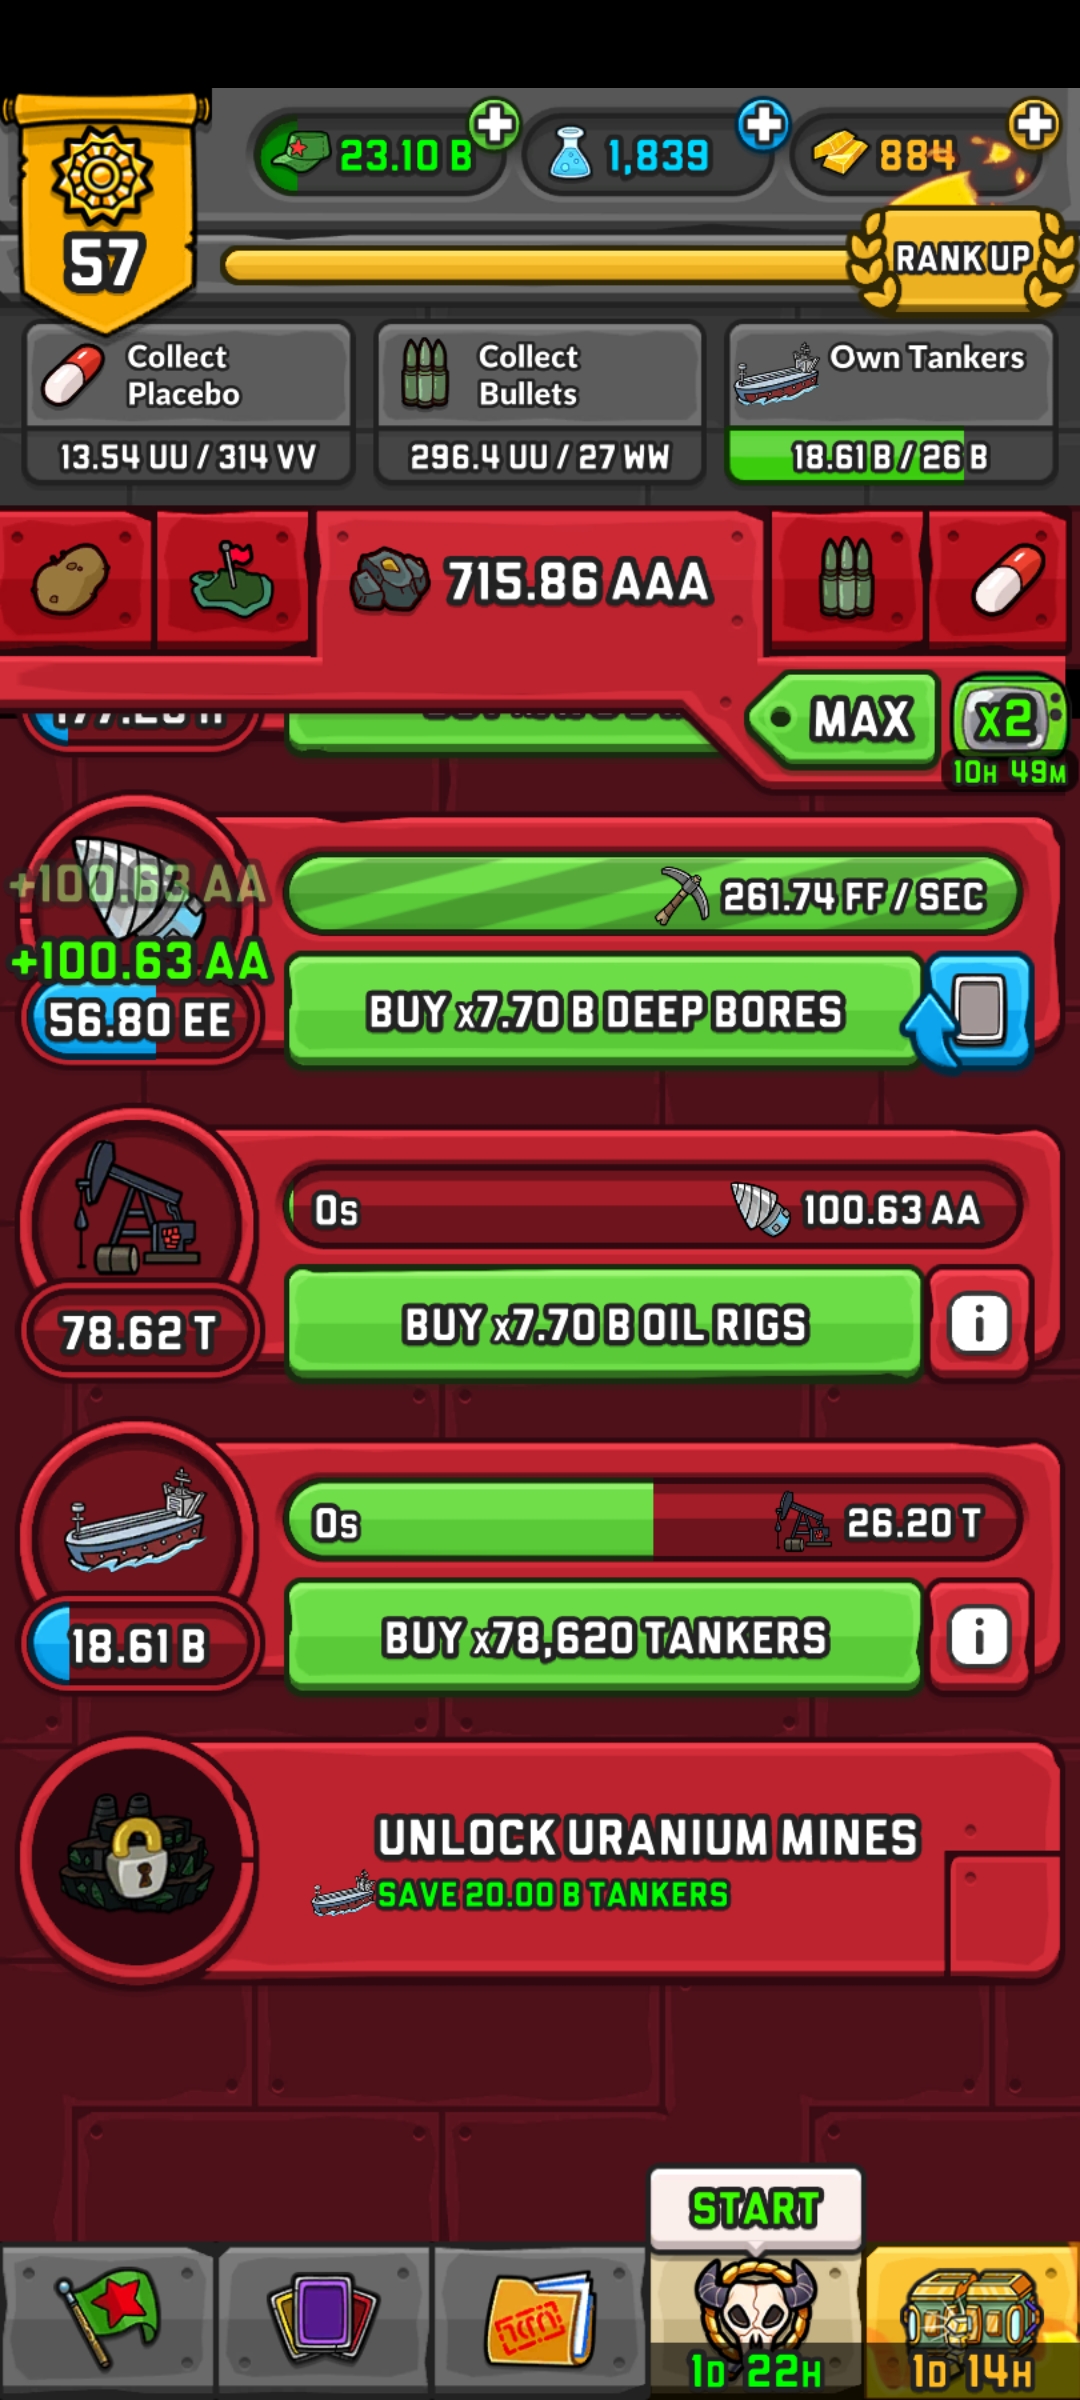 23.10 B
1,839
884
57
RANK UP
Collect
Placebo
13.54 UU / 314 VV
Collect
Bullets
296.4 UU / 27 WW
Own Tankers
18.61 B / 26 B
715.86 AAA
MAX
x2
10H 49M
+100.63 AA
+100.63 AA
56.80 EE
261.74 FF / SEC
BUY x7.70 B DEEP BORES
0s
100.63 AA
78.62 T
BUY x7.70 B OIL RIGS
i
0s
26.20 T
18.61 B
BUY x78,620 TANKERS
i
UNLOCK URANIUM MINES
SAVE 20.00 B TANKERS
START
1D 22H
1D 14H